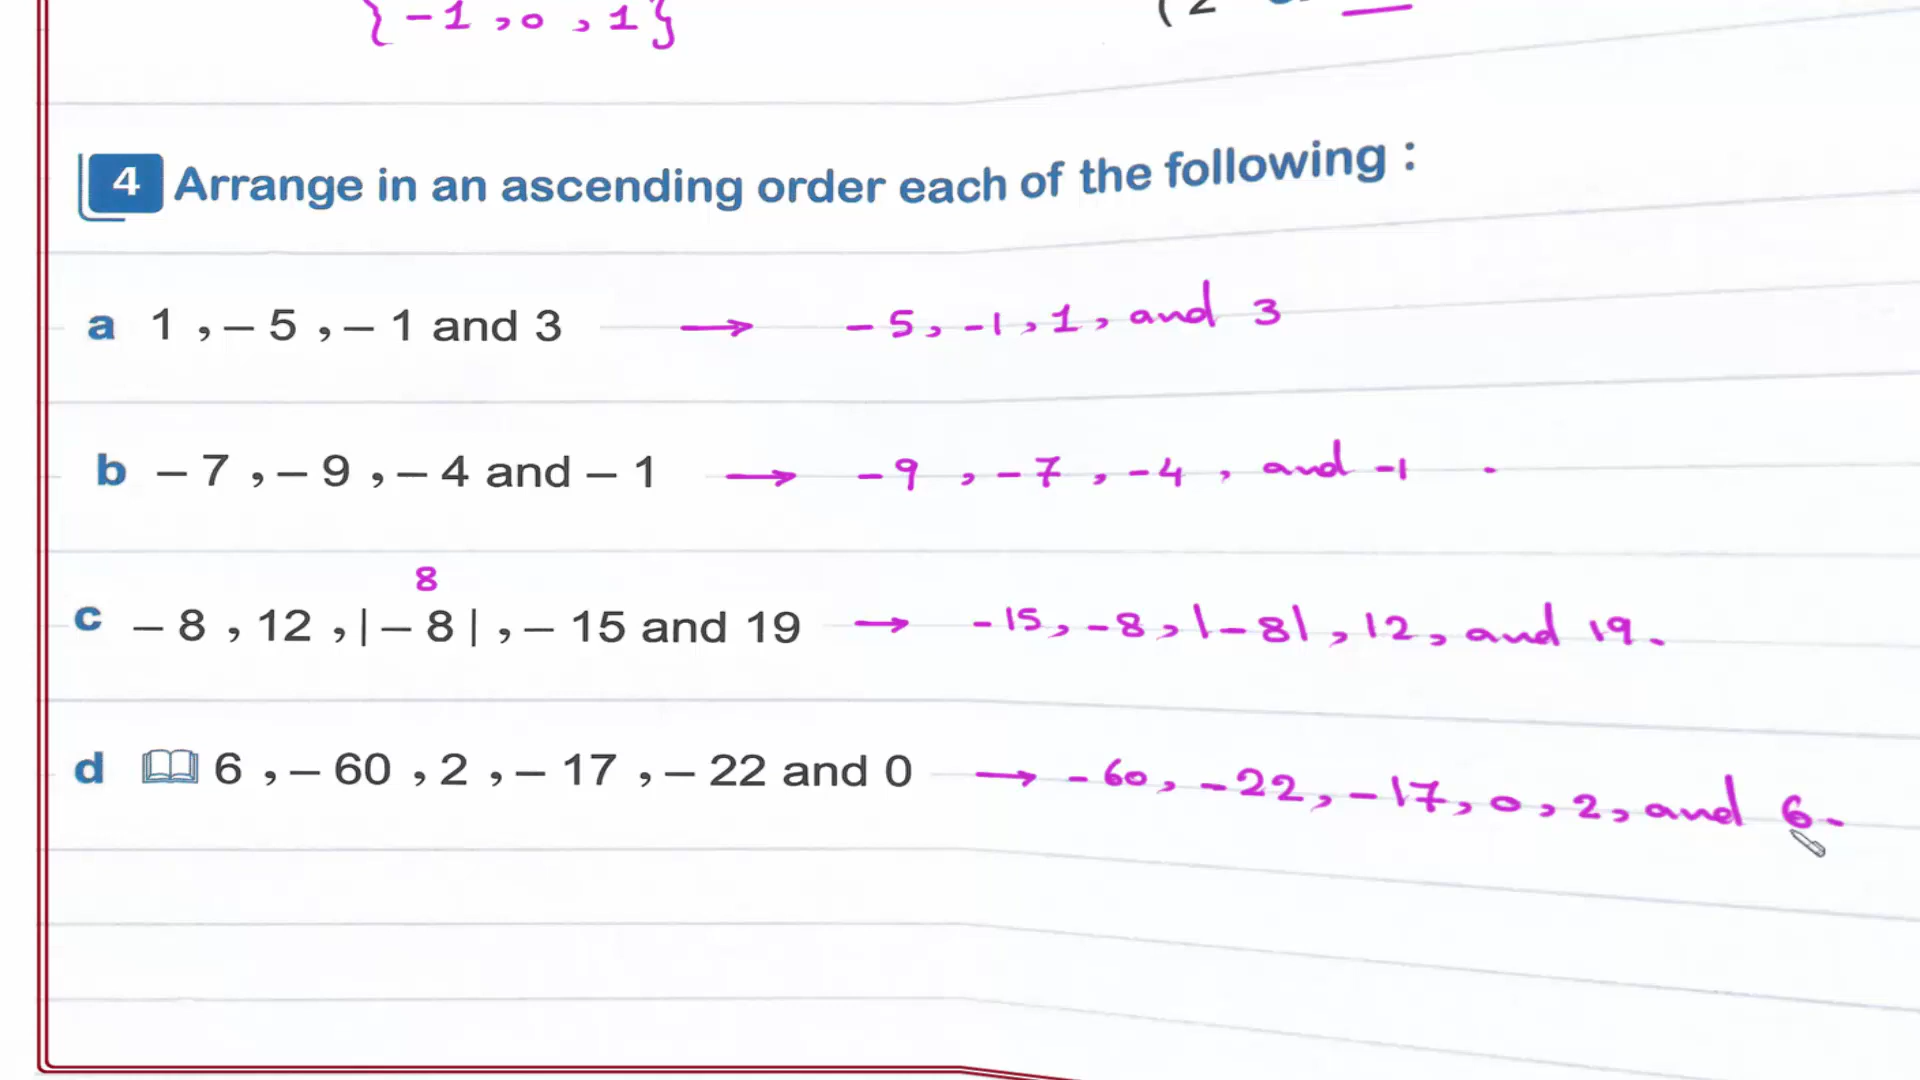 {-1 , 0 , 1}
(2
4 Arrange in an ascending order each of the following :
a 1 , – 5 , – 1 and 3 → -5, -1, 1, and 3
b – 7 , – 9 , – 4 and – 1 → -9 , -7 , -4 , and -1 .
8
c – 8 , 12 , |– 8| , – 15 and 19 → -15, -8, |-8|, 12, and 19.
d 6 , – 60 , 2 , – 17 , – 22 and 0 → -60, -22, -17, 0, 2, and 6.